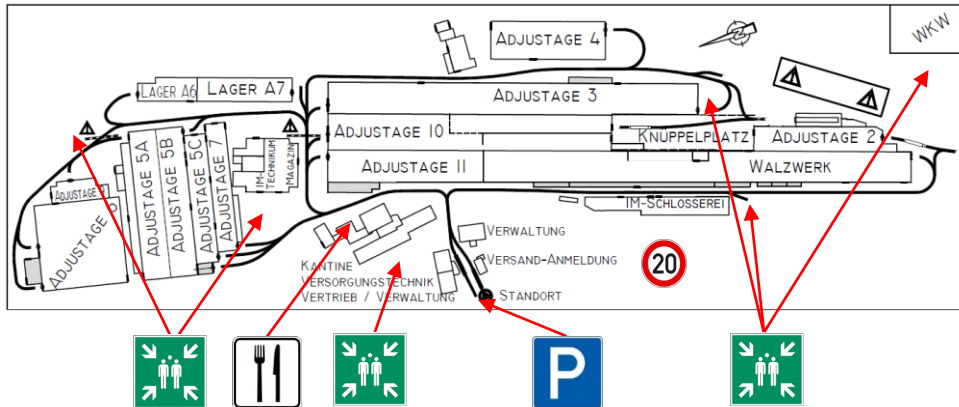 WKW
ADJUSTAGE 4
LAGER A6
LAGER A7
ADJUSTAGE 3
ADJUSTAGE 10
KNÜPPELPLATZ
ADJUSTAGE 2
ADJUSTAGE 11
WALZWERK
IM-SCHLOSSEREI
ADJUSTAGE 5A
ADJUSTAGE 5B
ADJUSTAGE 5C
ADJUSTAGE 7
IM-
TECHNIKUM
MAGAZIN
ADJUSTAGE
ADJUSTAGE
VERWALTUNG
VERSAND-ANMELDUNG
20
KANTINE
VERSORGUNGSTECHNIK
VERTRIEB / VERWALTUNG
STANDORT
P